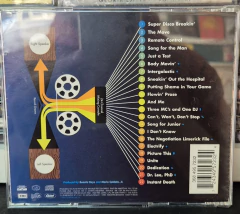 Super Disco Breakin'
The Move
Remote Control
Song for the Man
Just a Test
Body Movin'
Intergalactic
Sneakin' Out the Hospital
Putting Shame in Your Game
Flowin' Prose
And Me
Three MC's and One DJ
Can't, Won't, Don't Stop
Song for Junior
I Don't Know
The Negotiation Limerick File
Electrify
Picture This
Unite
Dedication
Dr. Lee, PhD
Instant Death